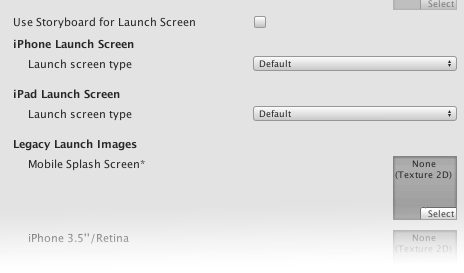 Select
Use Storyboard for Launch Screen
iPhone Launch Screen
Launch screen type
Default
iPad Launch Screen
Launch screen type
Default
Legacy Launch Images
Mobile Splash Screen*
None
(Texture 2D)
Select
iPhone 3.5"/Retina
None
(Texture 2D)